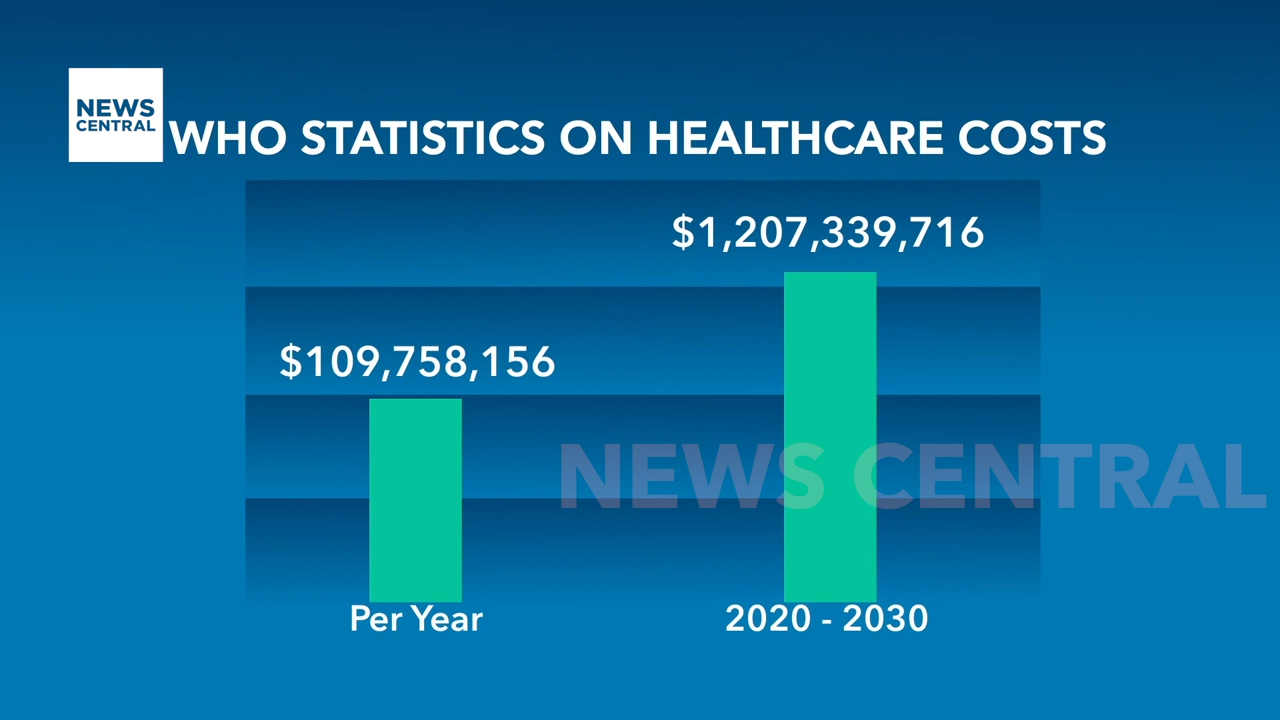 NEWS
CENTRAL
WHO STATISTICS ON HEALTHCARE COSTS
$1,207,339,716
$109,758,156
NEWS CENTRAL
Per Year
2020 - 2030